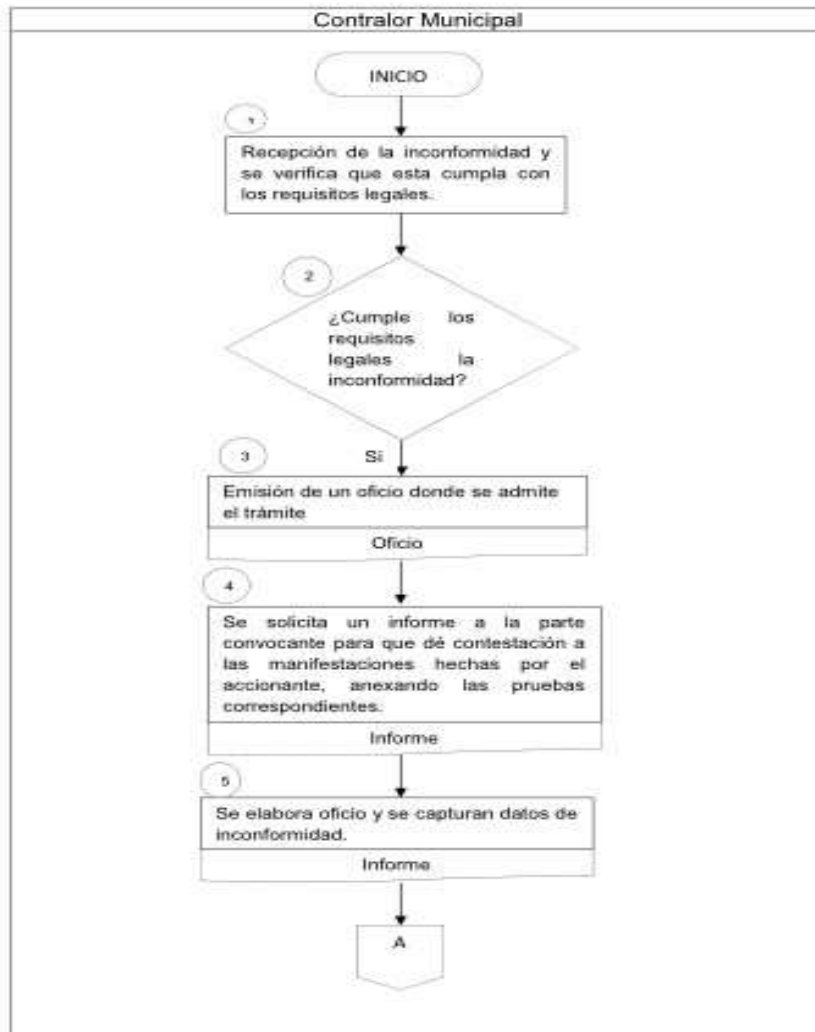 Contralor Municipal
INICIO
1
Recepción de la inconformidad y
se verifica que esta cumpla con
los requisitos legales.
2
¿Cumple los
requisitos
legales la
inconformidad?
3
Si
Emisión de un oficio donde se admite
el trámite
Oficio
4
Se solicita un informe a la parte
convocante para que dé contestación a
las manifestaciones hechas por el
accionante, anexando las pruebas
correspondientes.
Informe
5
Se elabora oficio y se capturan datos de
inconformidad.
Informe
A